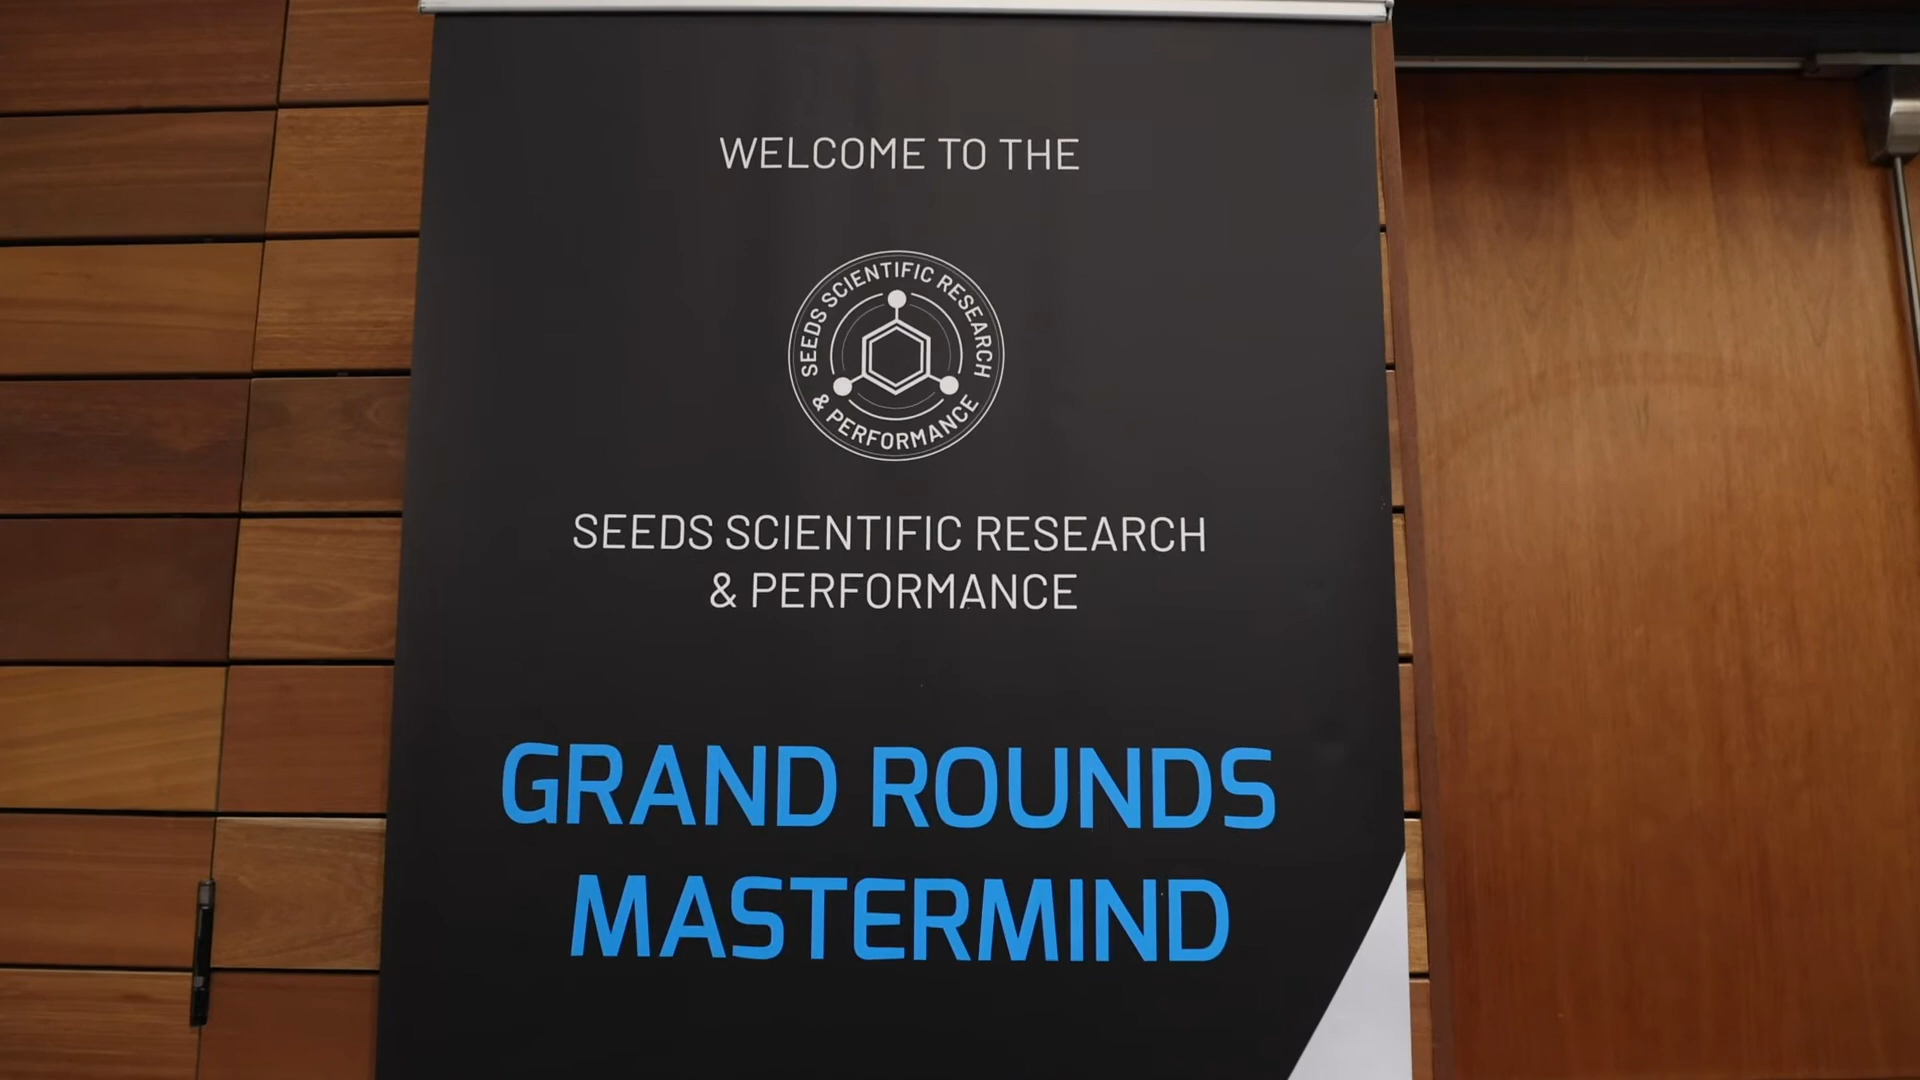 WELCOME TO THE
SEEDS SCIENTIFIC RESEARCH
& PERFORMANCE
SEEDS SCIENTIFIC RESEARCH
& PERFORMANCE
GRAND ROUNDS
MASTERMIND